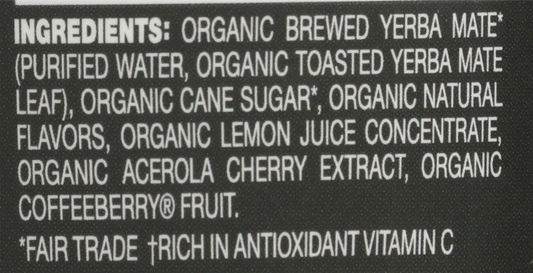 INGREDIENTS: ORGANIC BREWED YERBA MATE*
(PURIFIED WATER, ORGANIC TOASTED YERBA MATE
LEAF), ORGANIC CANE SUGAR*, ORGANIC NATURAL
FLAVORS, ORGANIC LEMON JUICE CONCENTRATE,
ORGANIC ACEROLA CHERRY EXTRACT, ORGANIC
COFFEEBERRY® FRUIT.
*FAIR TRADE †RICH IN ANTIOXIDANT VITAMIN C